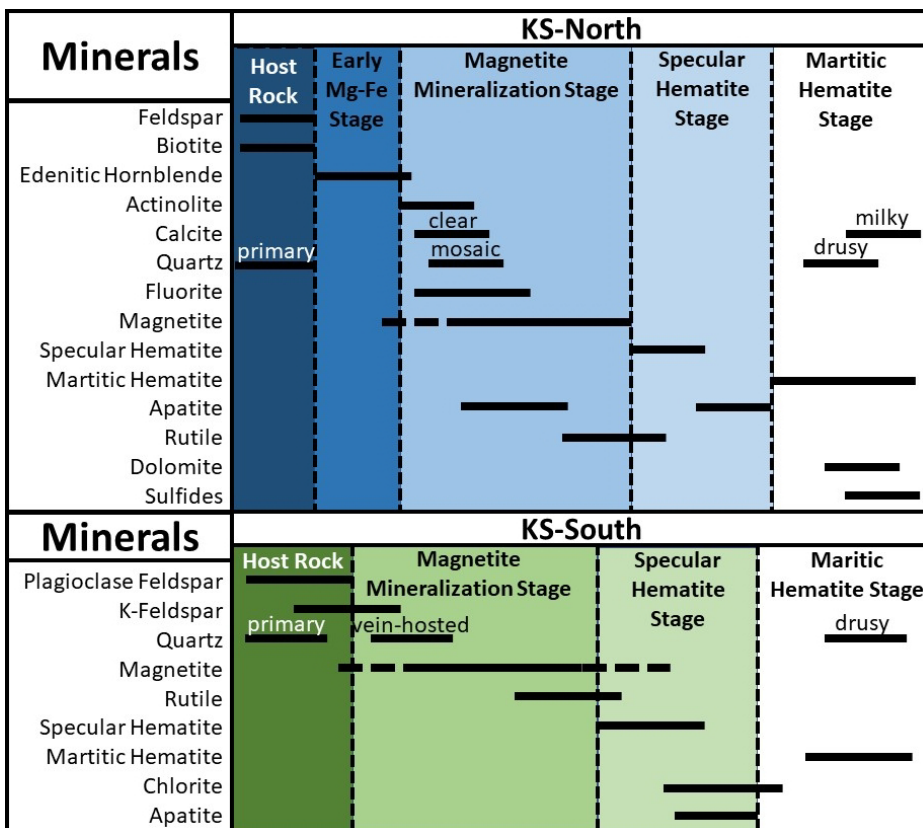 Minerals
KS-North
Host
Rock
Early
Mg-Fe
Stage
Magnetite
Mineralization Stage
Specular
Hematite
Stage
Martitic
Hematite
Stage
Feldspar
Biotite
Edenitic Hornblende
Actinolite
Calcite
clear
milky
Quartz
primary
mosaic
drusy
Fluorite
Magnetite
Specular Hematite
Martitic Hematite
Apatite
Rutile
Dolomite
Sulfides
Minerals
KS-South
Host Rock
Magnetite
Mineralization Stage
Specular
Hematite
Stage
Maritic
Hematite Stage
Plagioclase Feldspar
K-Feldspar
Quartz
primary
vein-hosted
drusy
Magnetite
Rutile
Specular Hematite
Martitic Hematite
Chlorite
Apatite